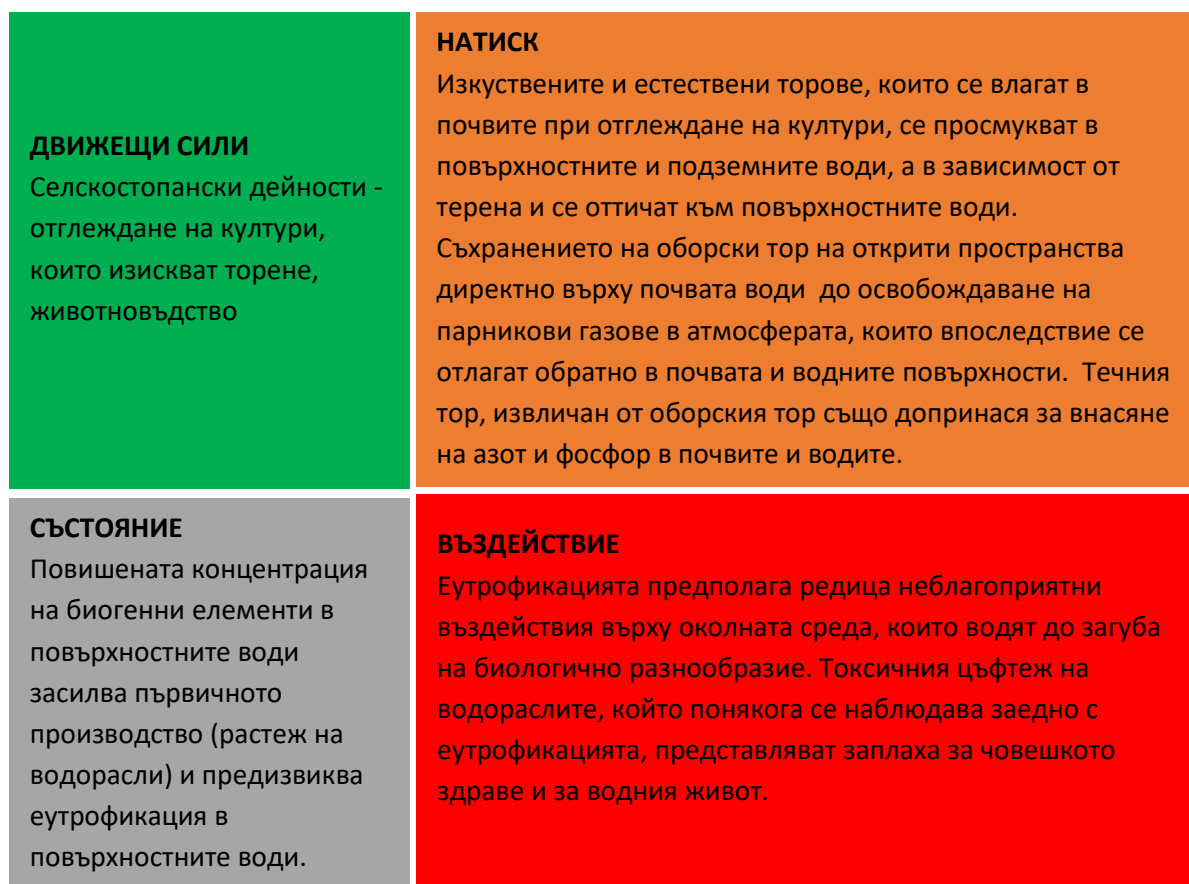 ДВИЖЕЩИ СИЛИ
Селскостопански дейности -
отглеждане на култури,
които изискват торене,
животновъдство
НАТИСК
Изкуствените и естествени торове, които се влагат в
почвите при отглеждане на култури, се просмукват в
повърхностните и подземните води, а в зависимост от
терена и се оттичат към повърхностните води.
Съхранението на оборски тор на открити пространства
директно върху почвата води  до освобождаване на
парникови газове в атмосферата, които впоследствие се
отлагат обратно в почвата и водните повърхности.  Течния
тор, извличан от оборския тор също допринася за внасяне
на азот и фосфор в почвите и водите.
СЪСТОЯНИЕ
Повишената концентрация
на биогенни елементи в
повърхностните води
засилва първичното
производство (растеж на
водорасли) и предизвиква
еутрофикация в
повърхностните води.
ВЪЗДЕЙСТВИЕ
Еутрофикацията предполага редица неблагоприятни
въздействия върху околната среда, които водят до загуба
на биологично разнообразие. Токсичния цъфтеж на
водораслите, който понякога се наблюдава заедно с
еутрофикацията, представляват заплаха за човешкото
здраве и за водния живот.